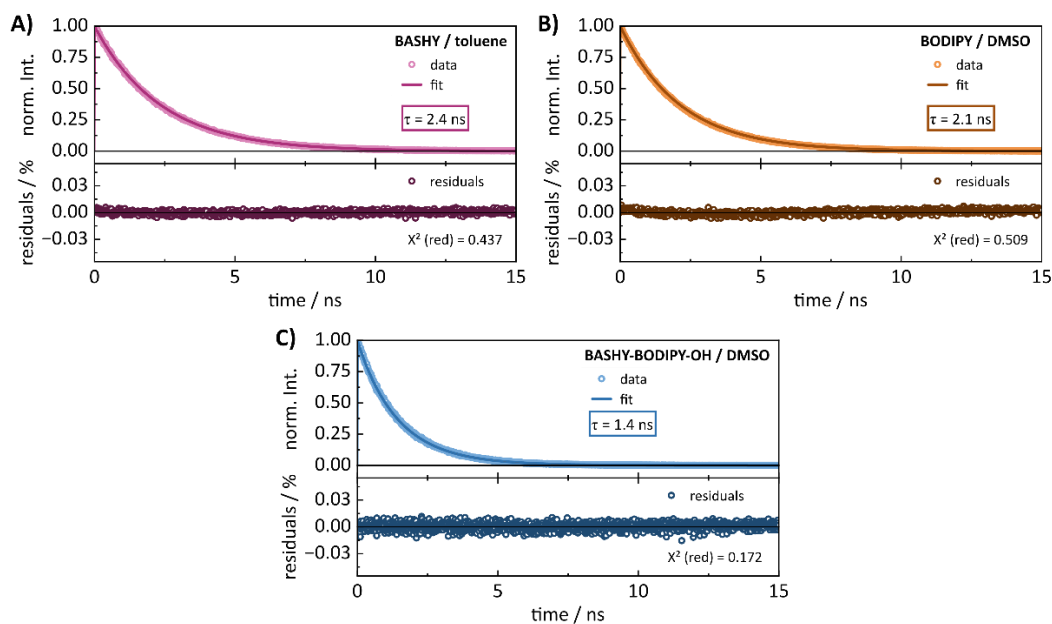 A)
norm. Int.
1.00
0.75
0.50
0.25
0.00
BASHY / toluene
data
fit
τ = 2.4 ns
residuals / %
0.03
0.00
−0.03
residuals
X² (red) = 0.437
0 5 10 15
time / ns
B)
norm. Int.
1.00
0.75
0.50
0.25
0.00
BODIPY / DMSO
data
fit
τ = 2.1 ns
residuals / %
0.03
0.00
−0.03
residuals
X² (red) = 0.509
0 5 10 15
time / ns
C)
norm. Int.
1.00
0.75
0.50
0.25
0.00
BASHY-BODIPY-OH / DMSO
data
fit
τ = 1.4 ns
residuals / %
0.03
0.00
−0.03
residuals
X² (red) = 0.172
0 5 10 15
time / ns